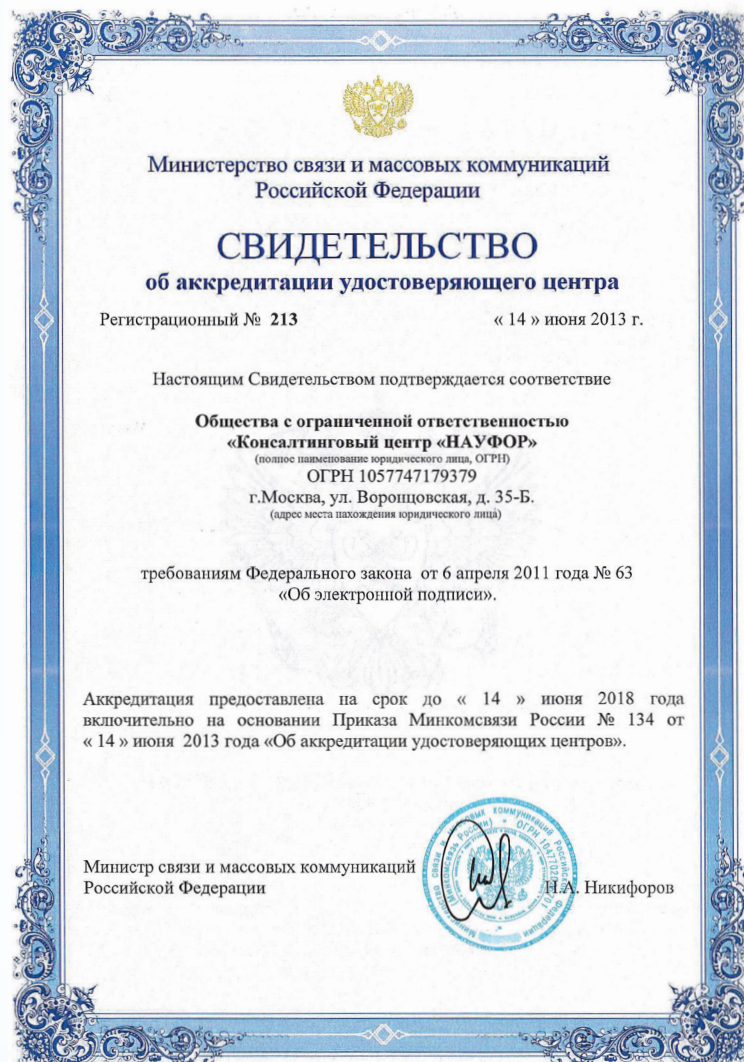 Министерство связи и массовых коммуникаций
Российской Федерации
СВИДЕТЕЛЬСТВО
об аккредитации удостоверяющего центра
Регистрационный № 213 « 14 » июня 2013 г.
Настоящим Свидетельством подтверждается соответствие
Общества с ограниченной ответственностью
«Консалтинговый центр «НАУФОР»
(полное наименование юридического лица, ОГРН)
ОГРН 1057747179379
г.Москва, ул. Воронцовская, д. 35-Б.
(адрес места нахождения юридического лица)
требованиям Федерального закона от 6 апреля 2011 года № 63
«Об электронной подписи».
Аккредитация предоставлена на срок до « 14 » июня 2018 года
включительно на основании Приказа Минкомсвязи России № 134 от
« 14 » июня 2013 года «Об аккредитации удостоверяющих центров».
Министр связи и массовых коммуникаций
Российской Федерации
Н.А. Никифоров